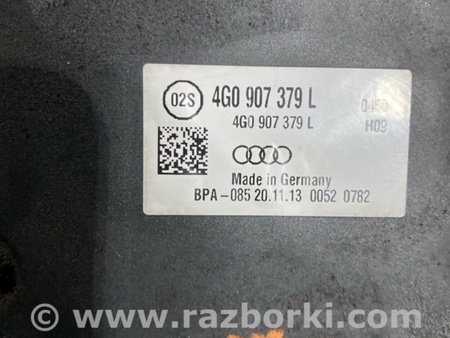 02S 4G0 907 379 L
4G0 907 379 L H09
Made in Germany
BPA-085 20.11.13 0052 0782
© www.razborki.com